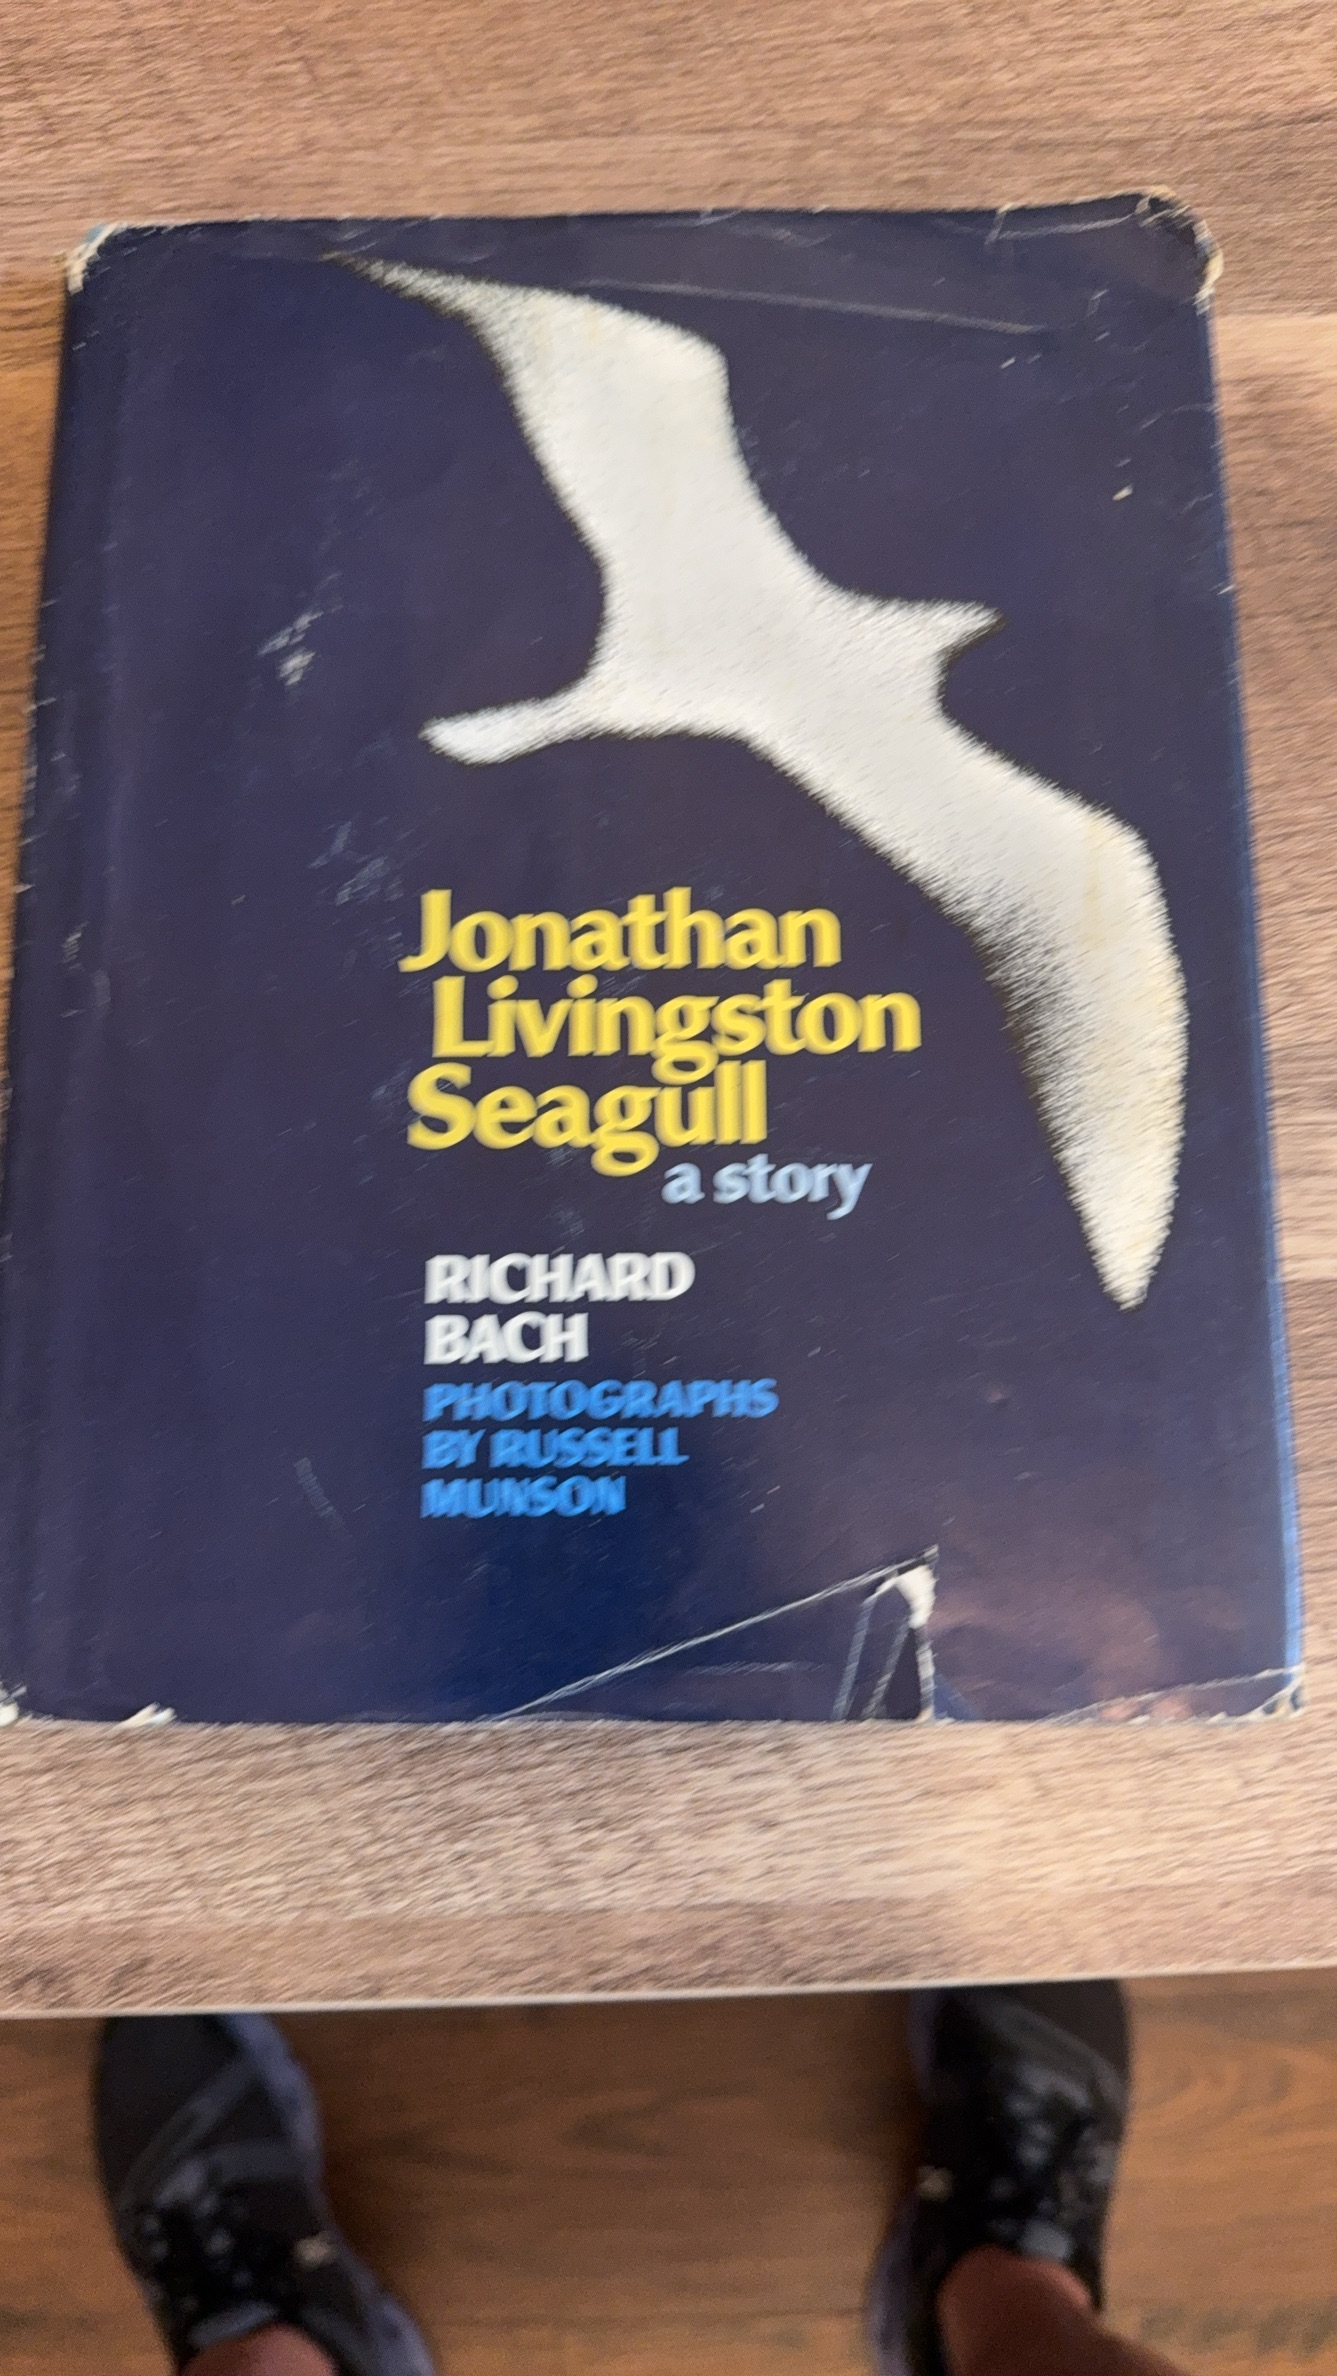 Jonathan
Livingston
Seagull
a story
RICHARD
BACH
PHOTOGRAPHS
BY RUSSELL
MUNSON